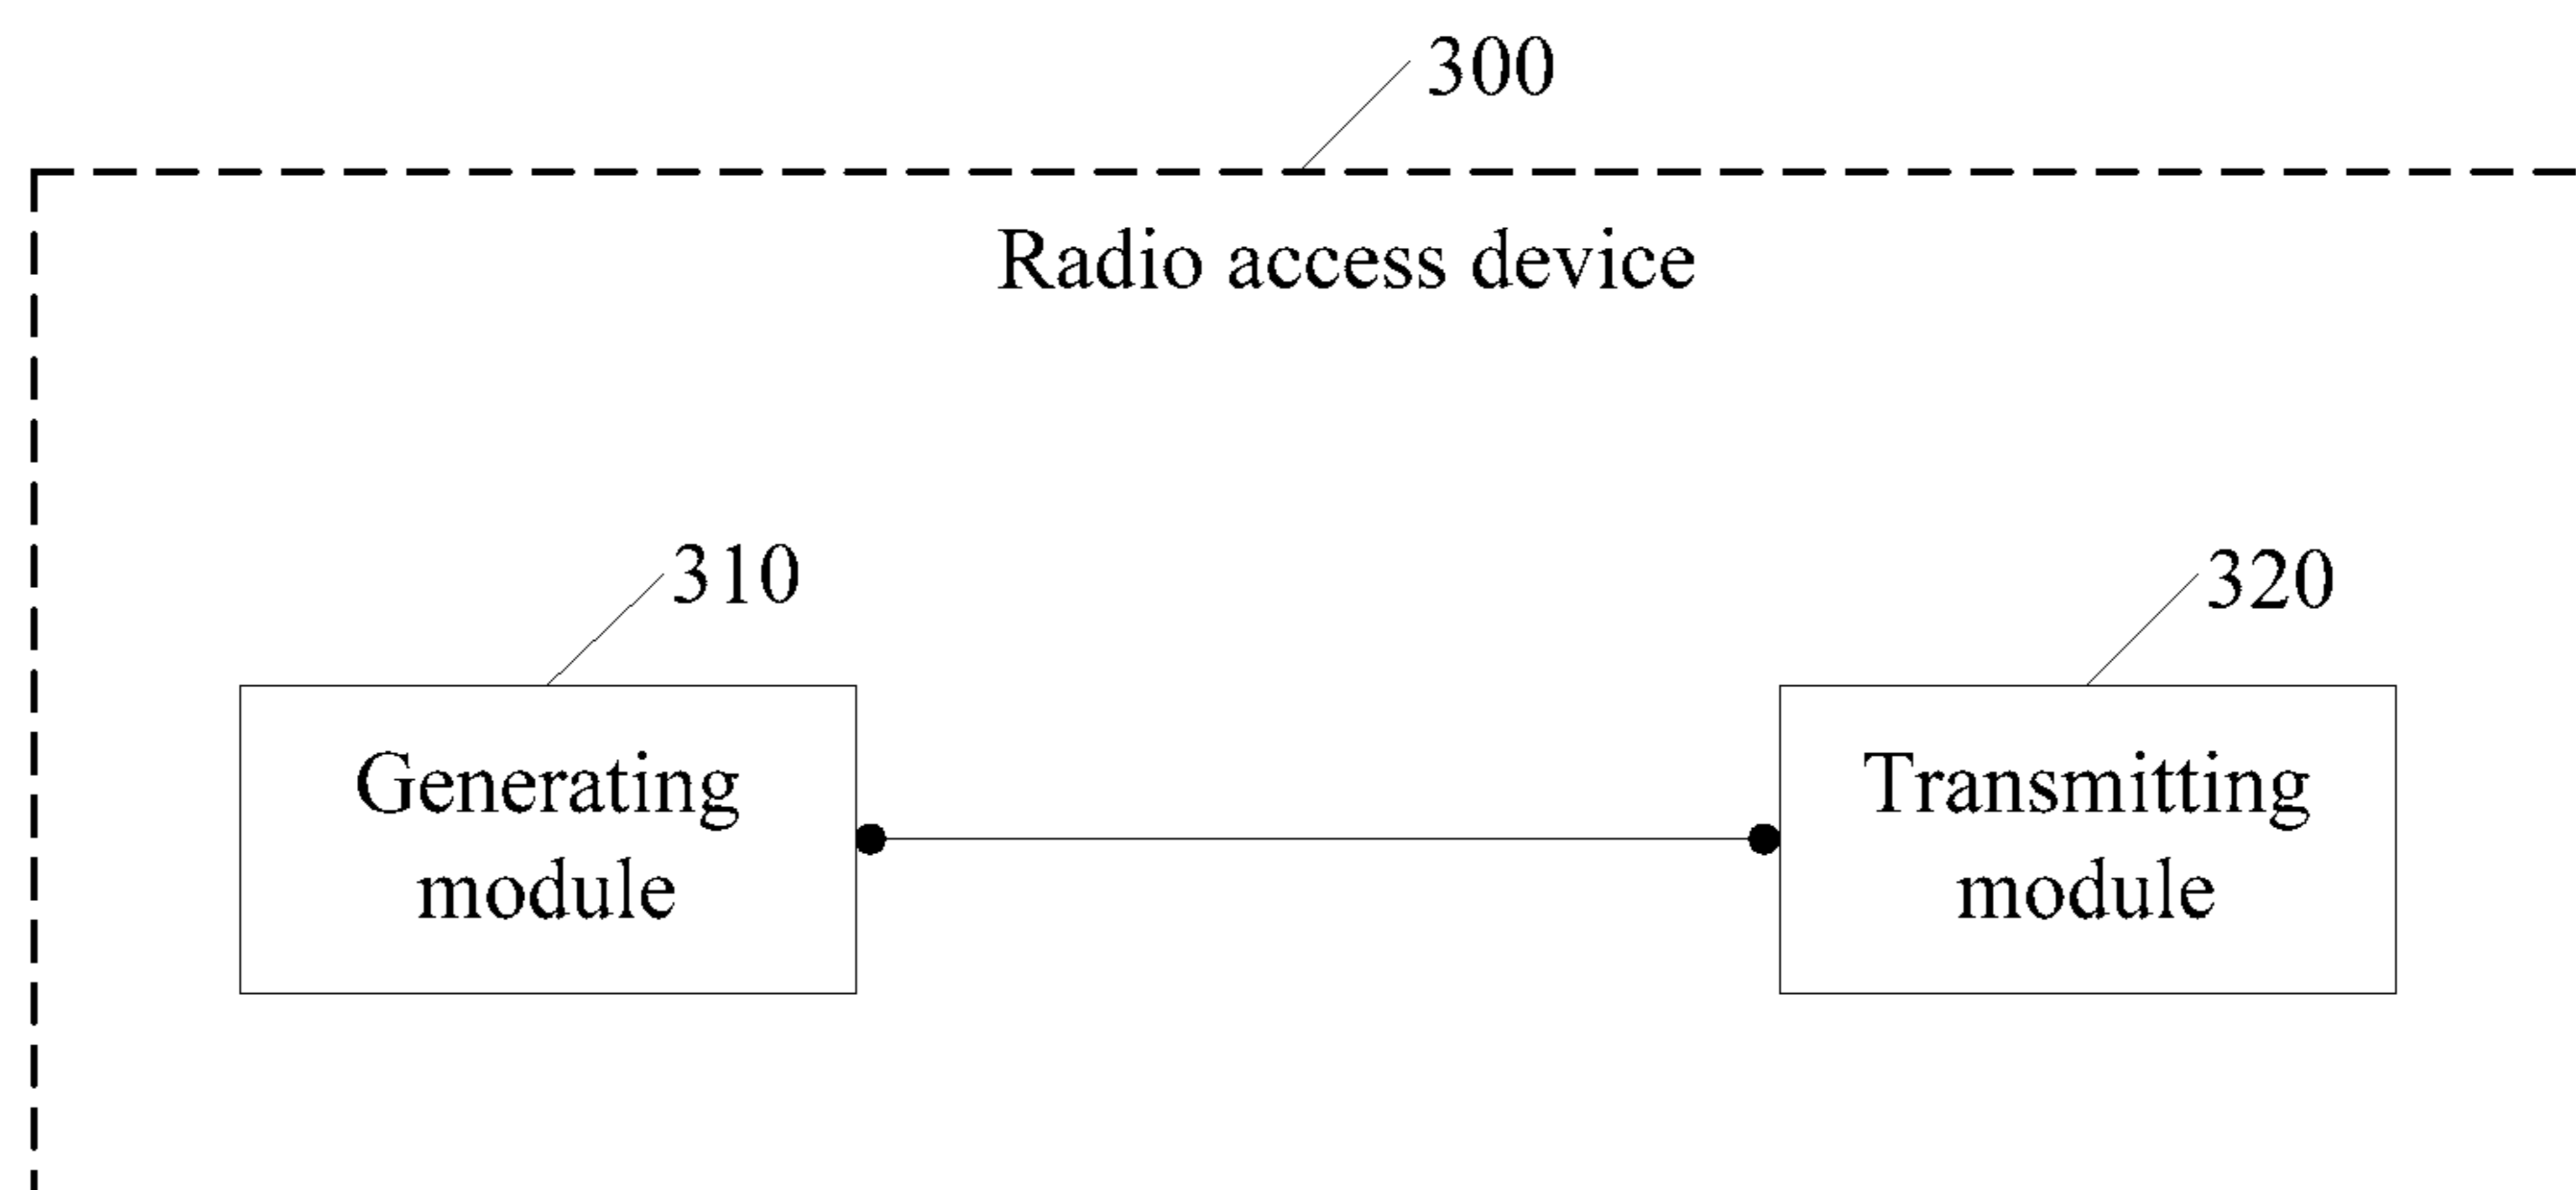 300
Radio access device
310
320
Generating
module
Transmitting
module